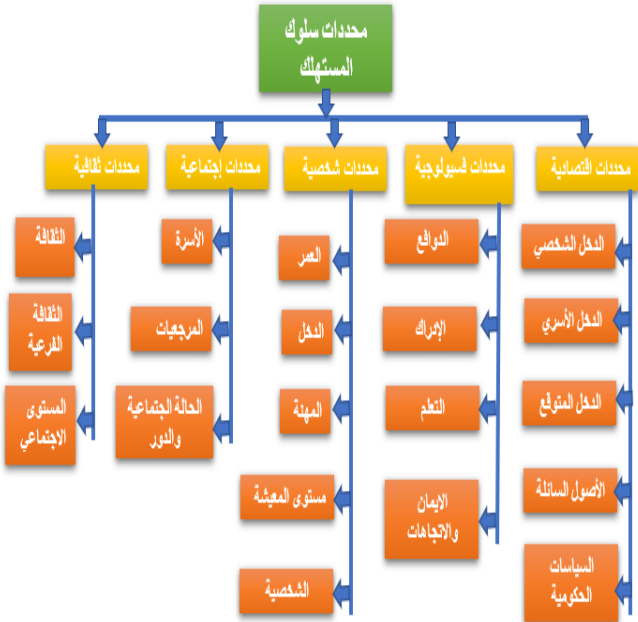 محددات سلوك
المستهلك
محددات اقتصادية
محددات فسيولوجية
محددات شخصية
محددات إجتماعية
محددات ثقافية
الدخل الشخصي
الدخل الأسري
الدخل المتوقع
الأصول السائلة
السياسات
الحكومية
الدوافع
الإدراك
التعلم
الايمان
والاتجاهات
العمر
الدخل
المهنة
مستوى المعيشة
الشخصية
الأسرة
المرجعيات
الحالة الجتماعية
والدور
الثقافة
الثقافة
الفرعية
المستوى
الاجتماعي